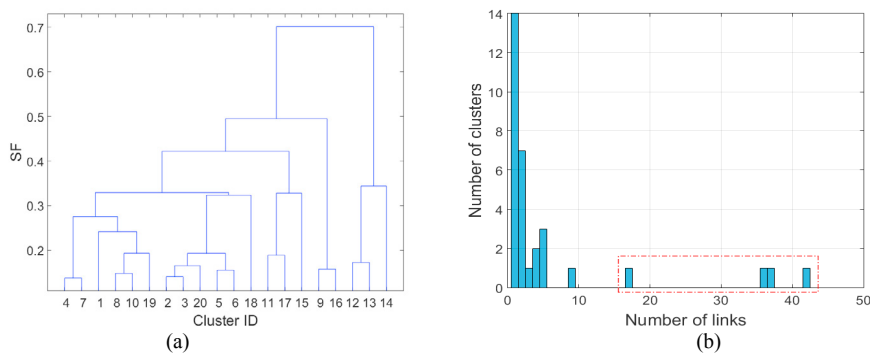 0.7
0.6
0.5
0.4
0.3
0.2
SF
4 7 1 8 10 19 2 3 20 5 6 18 11 17 15 9 16 12 13 14
Cluster ID
(a)
14
12
10
8
6
4
2
0
Number of clusters
0 10 20 30 40 50
Number of links
(b)